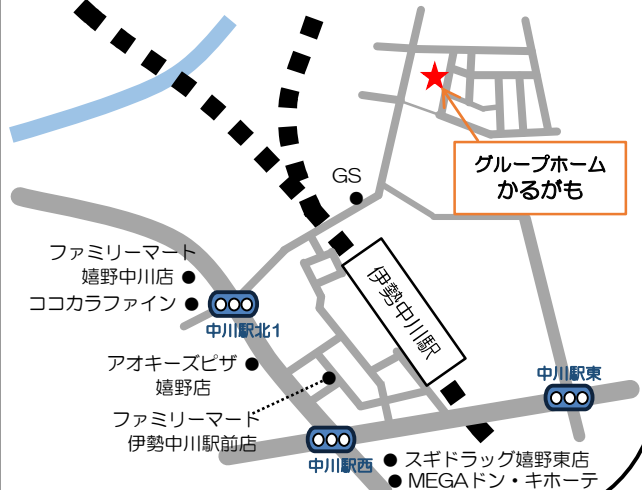 GS
グループホーム
かるがも
ファミリーマート
嬉野中川店
ココカラファイン
中川駅北1
伊勢中川駅
アオキーズピザ
嬉野店
中川駅東
ファミリーマード
伊勢中川駅前店
中川駅西
スギドラッグ嬉野東店
MEGAドン・キホーテ